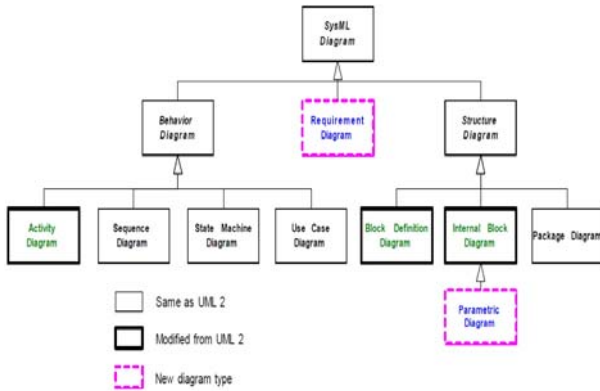 SysML
Diagram
Behavior
Diagram
Requirement
Diagram
Structure
Diagram
Activity
Diagram
Sequence
Diagram
State Machine
Diagram
Use Case
Diagram
Block Definition
Diagram
Internal Block
Diagram
Package Diagram
Parametric
Diagram
Same as UML 2
Modified from UML 2
New diagram type